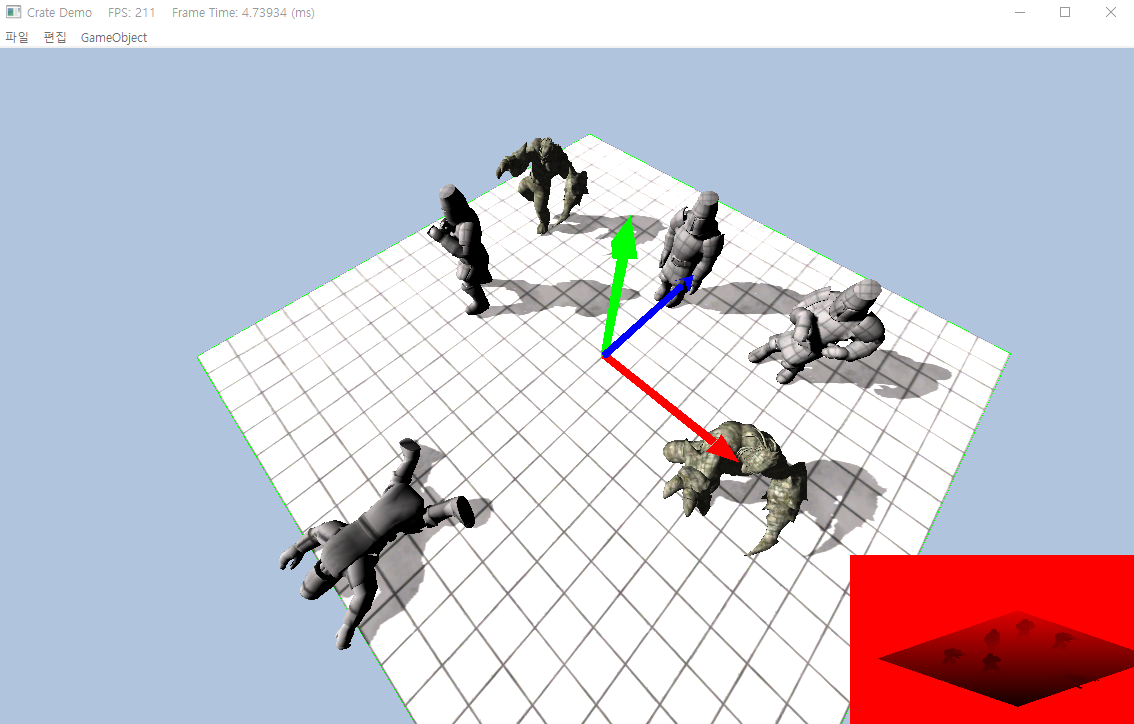 Crate Demo FPS: 211 Frame Time: 4.73934 (ms)
파일 편집 GameObject